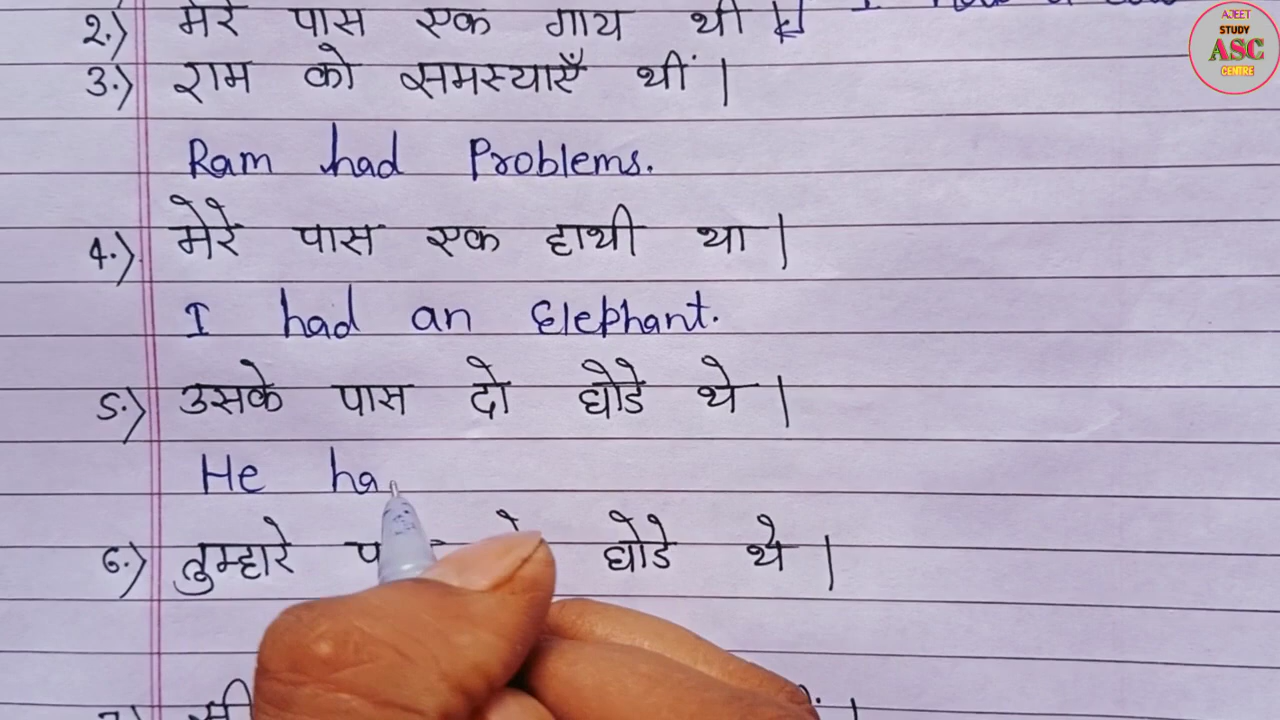 2.) मेरे पास एक गाय थी
AJEET
STUDY
ASC
CENTRE
3.) राम को समस्याएँ थीं |
Ram had Problems.
4.) मेरे पास एक हाथी था |
I had an Elephant.
5.) उसके पास दो घोडे थे |
He ha
6.) तुम्हारे घोडे थे |